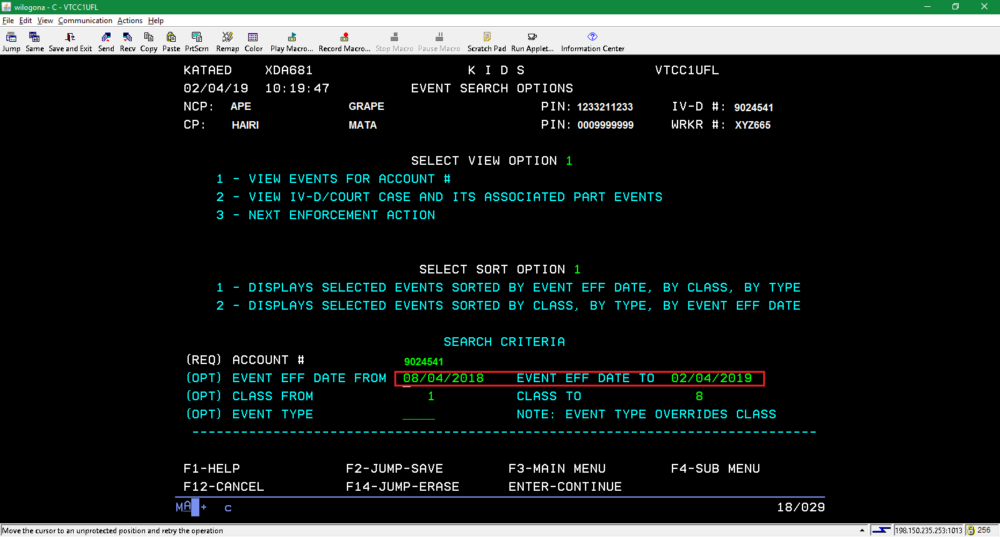 wilogona - C - VTCC1UFL
File Edit View Communication Actions Help
Jump Same Save and Exit Send Recv Copy Paste PrtScrn Remap Color Play Macro... Record Macro... Stop Macro Pause Macro Scratch Pad Run Applet... Information Center
KATAED XDA681 K I D S VTCC1UFL
02/04/19 10:19:47 EVENT SEARCH OPTIONS
NCP: APE GRAPE PIN: 1233211233 IV-D #: 9024541
CP: HAIRI MATA PIN: 0009999999 WRKR #: XYZ665
SELECT VIEW OPTION 1
1 - VIEW EVENTS FOR ACCOUNT #
2 - VIEW IV-D/COURT CASE AND ITS ASSOCIATED PART EVENTS
3 - NEXT ENFORCEMENT ACTION
SELECT SORT OPTION 1
1 - DISPLAYS SELECTED EVENTS SORTED BY EVENT EFF DATE, BY CLASS, BY TYPE
2 - DISPLAYS SELECTED EVENTS SORTED BY CLASS, BY TYPE, BY EVENT EFF DATE
SEARCH CRITERIA
(REQ) ACCOUNT # 9024541
(OPT) EVENT EFF DATE FROM 08/04/2018 EVENT EFF DATE TO 02/04/2019
(OPT) CLASS FROM 1 CLASS TO 8
(OPT) EVENT TYPE ____ NOTE: EVENT TYPE OVERRIDES CLASS
-----------------------------------------------------------------------------
F1-HELP F2-JUMP-SAVE F3-MAIN MENU F4-SUB MENU
F12-CANCEL F14-JUMP-ERASE ENTER-CONTINUE
MA + C 18/029
Move the cursor to an unprotected position and retry the operation 198.150.235.253:1013 256